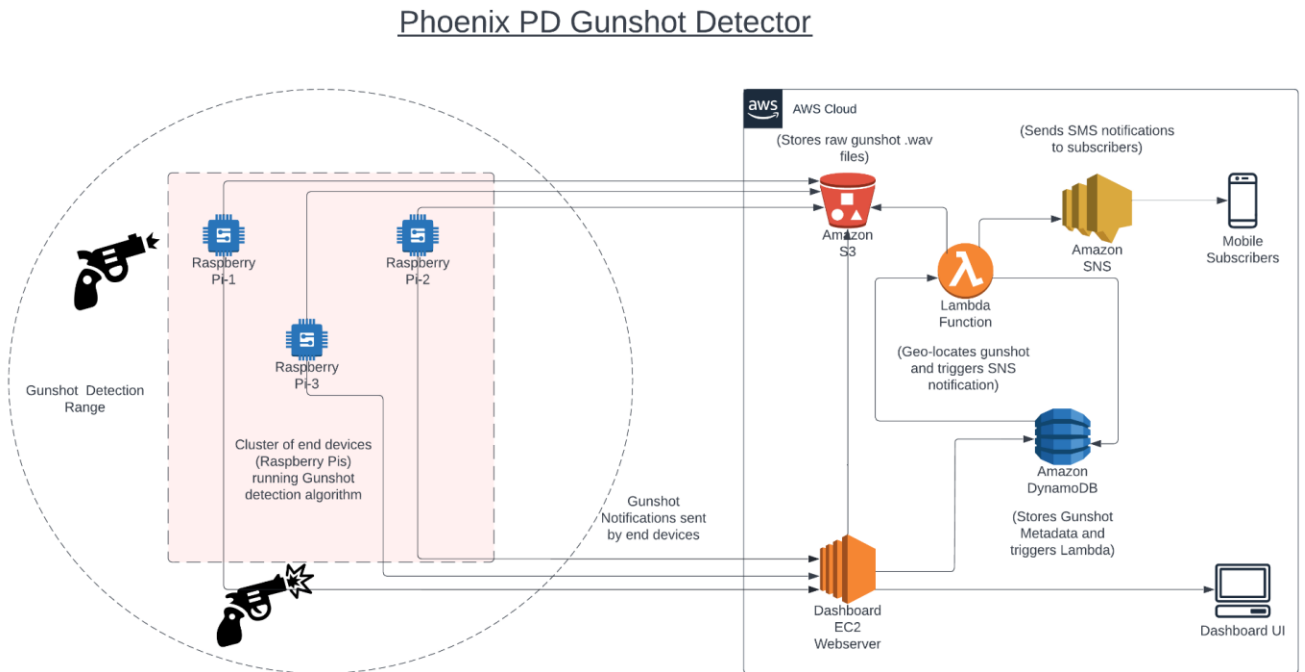 Phoenix PD Gunshot Detector
aws
AWS Cloud
(Stores raw gunshot .wav
files)
(Sends SMS notifications
to subscribers)
Raspberry
Pi-1
Raspberry
Pi-2
Amazon
S3
Amazon
SNS
Mobile
Subscribers
Lambda
Function
Raspberry
Pi-3
(Geo-locates gunshot
and triggers SNS
notification)
Gunshot  Detection
Range
Cluster of end devices
(Raspberry Pis)
running Gunshot
detection algorithm
Amazon
DynamoDB
Gunshot
Notifications sent
by end devices
(Stores Gunshot
Metadata and
triggers Lambda)
Dashboard
EC2
Webserver
Dashboard UI